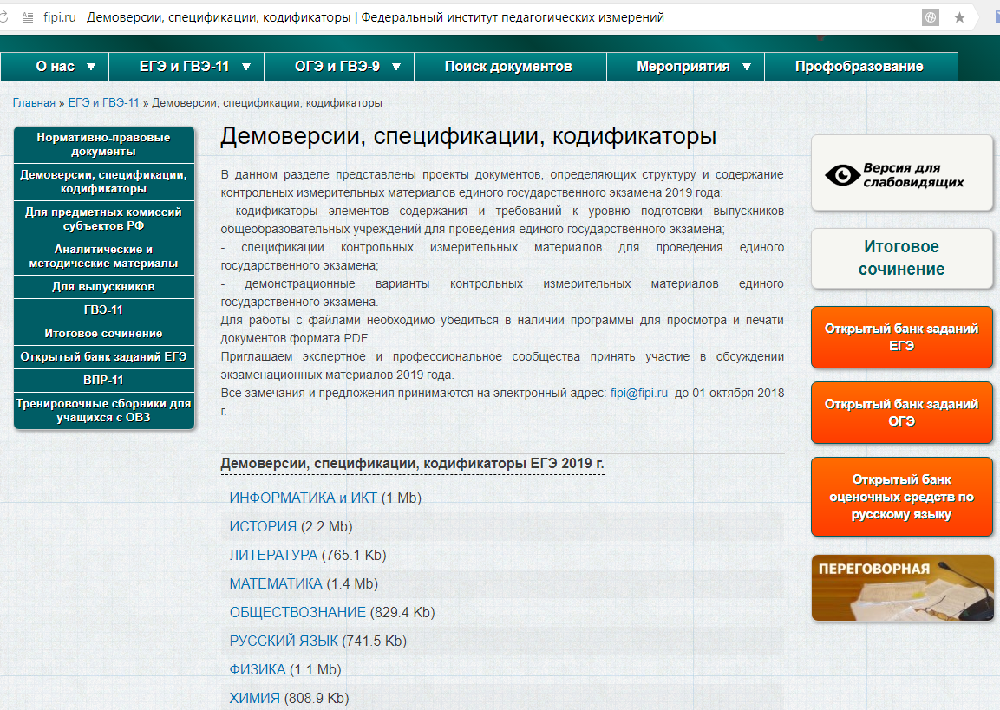 fipi.ru Демоверсии, спецификации, кодификаторы | Федеральный институт педагогических измерений
О нас ▼ ЕГЭ и ГВЭ-11 ▼ ОГЭ и ГВЭ-9 ▼ Поиск документов Мероприятия ▼ Профобразование
Главная » ЕГЭ и ГВЭ-11 » Демоверсии, спецификации, кодификаторы
Нормативно-правовые
документы
Демоверсии, спецификации,
кодификаторы
Для предметных комиссий
субъектов РФ
Аналитические и
методические материалы
Для выпускников
ГВЭ-11
Итоговое сочинение
Открытый банк заданий ЕГЭ
ВПР-11
Тренировочные сборники для
учащихся с ОВЗ
Демоверсии, спецификации, кодификаторы
В данном разделе представлены проекты документов, определяющих структуру и содержание
контрольных измерительных материалов единого государственного экзамена 2019 года:
- кодификаторы элементов содержания и требований к уровню подготовки выпускников
общеобразовательных учреждений для проведения единого государственного экзамена;
- спецификации контрольных измерительных материалов для проведения единого
государственного экзамена;
- демонстрационные варианты контрольных измерительных материалов единого
государственного экзамена.
Для работы с файлами необходимо убедиться в наличии программы для просмотра и печати
документов формата PDF.
Приглашаем экспертное и профессиональное сообщества принять участие в обсуждении
экзаменационных материалов 2019 года.
Все замечания и предложения принимаются на электронный адрес: fipi@fipi.ru до 01 октября 2018
г.
Демоверсии, спецификации, кодификаторы ЕГЭ 2019 г.
ИНФОРМАТИКА и ИКТ (1 Mb)
ИСТОРИЯ (2.2 Mb)
ЛИТЕРАТУРА (765.1 Kb)
МАТЕМАТИКА (1.4 Mb)
ОБЩЕСТВОЗНАНИЕ (829.4 Kb)
РУССКИЙ ЯЗЫК (741.5 Kb)
ФИЗИКА (1.1 Mb)
ХИМИЯ (808.9 Kb)
Версия для
слабовидящих
Итоговое
сочинение
Открытый банк заданий
ЕГЭ
Открытый банк заданий
ОГЭ
Открытый банк
оценочных средств по
русскому языку
ПЕРЕГОВОРНАЯ